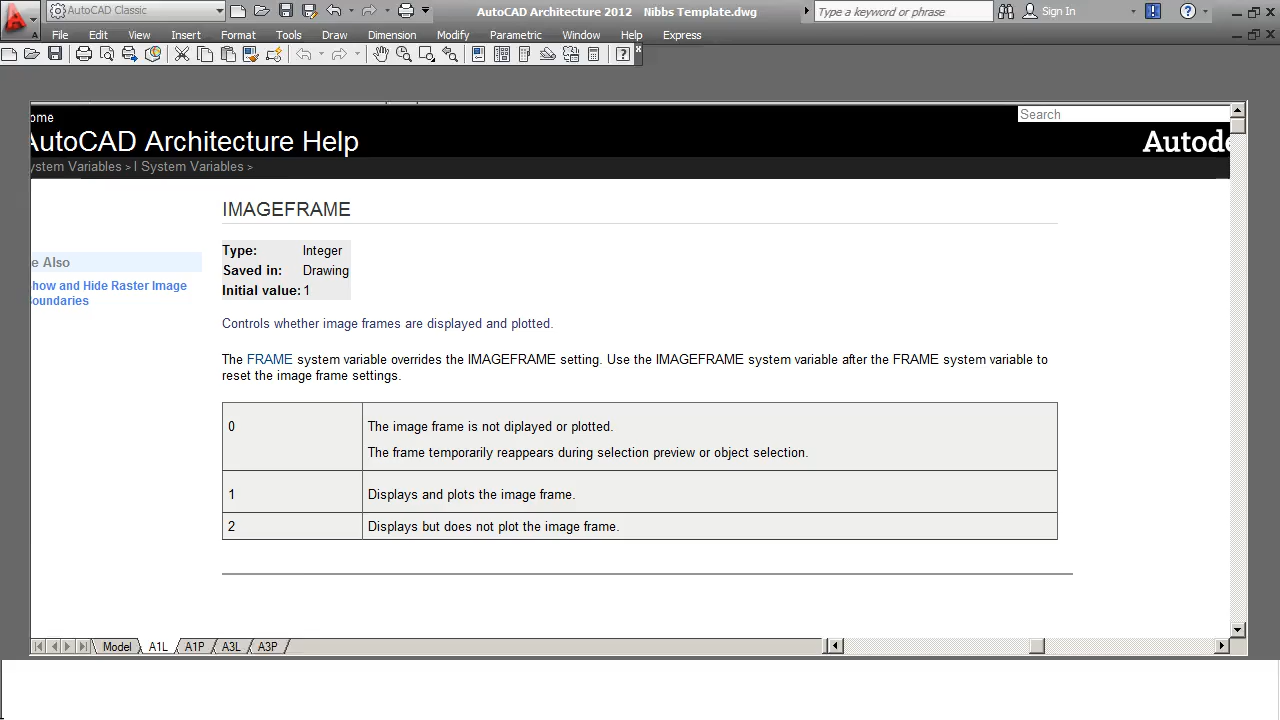 AutoCAD Classic
AutoCAD Architecture 2012 Nibbs Template.dwg
Type a keyword or phrase
Sign In
File Edit View Insert Format Tools Draw Dimension Modify Parametric Window Help Express
ome
Search
AutoCAD Architecture Help
Autode
ystem Variables > I System Variables >
IMAGEFRAME
Type: Integer
e Also
Saved in: Drawing
how and Hide Raster Image
Initial value: 1
oundaries
Controls whether image frames are displayed and plotted.
The FRAME system variable overrides the IMAGEFRAME setting. Use the IMAGEFRAME system variable after the FRAME system variable to
reset the image frame settings.
0 The image frame is not diplayed or plotted.
The frame temporarily reappears during selection preview or object selection.
1 Displays and plots the image frame.
2 Displays but does not plot the image frame.
Model A1L A1P A3L A3P